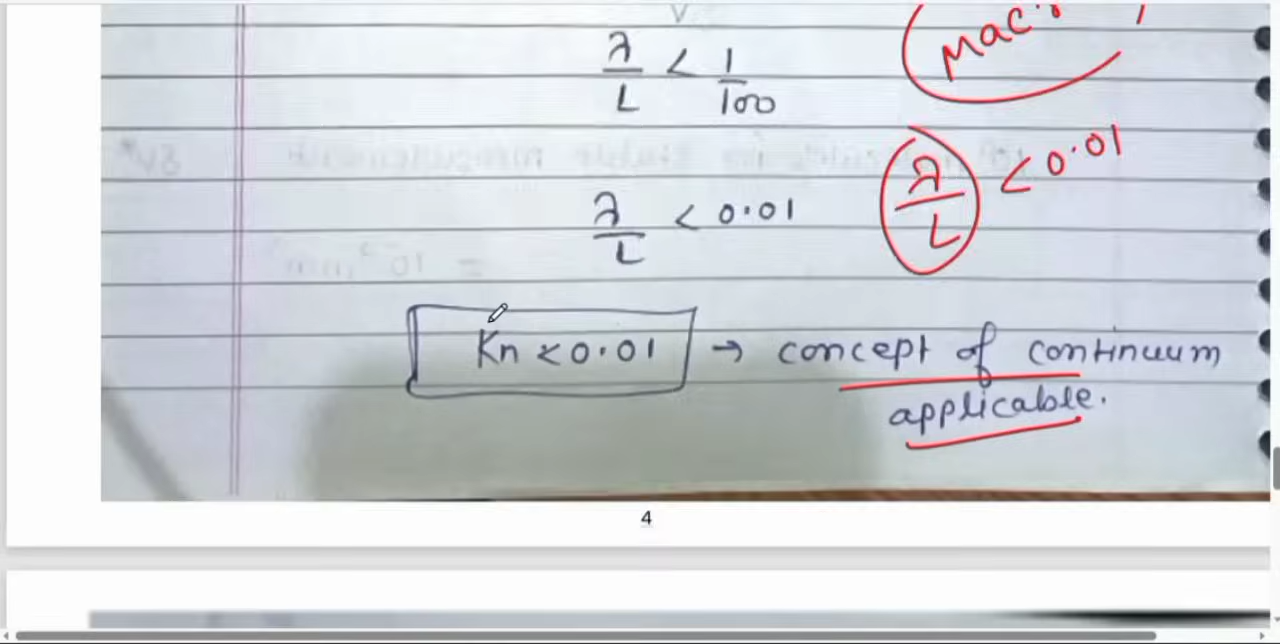 λ/L < 1/100
λ/L < 0.01
λ/L < 0.01
Kn < 0.01 → concept of continuum
applicable.
4